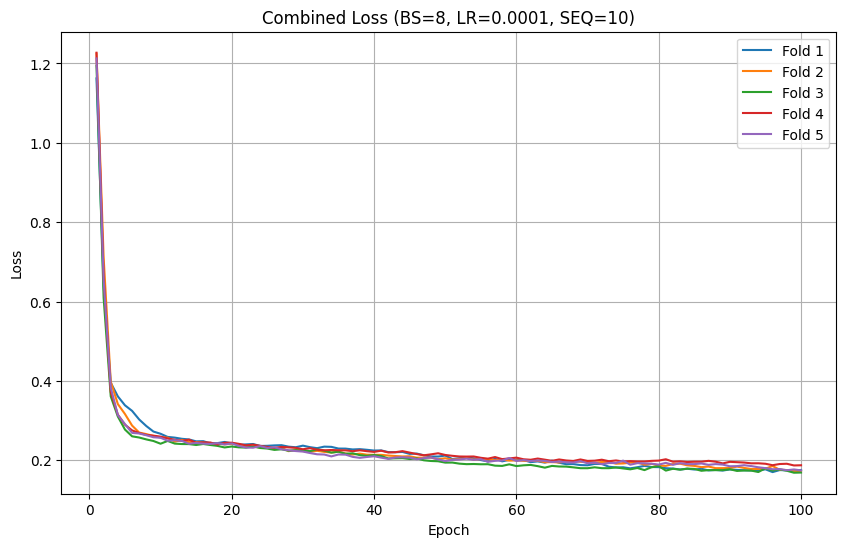 Combined Loss (BS=8, LR=0.0001, SEQ=10)
Fold 1
Fold 2
Fold 3
Fold 4
Fold 5
1.2
1.0
0.8
0.6
0.4
0.2
Loss
0 20 40 60 80 100
Epoch